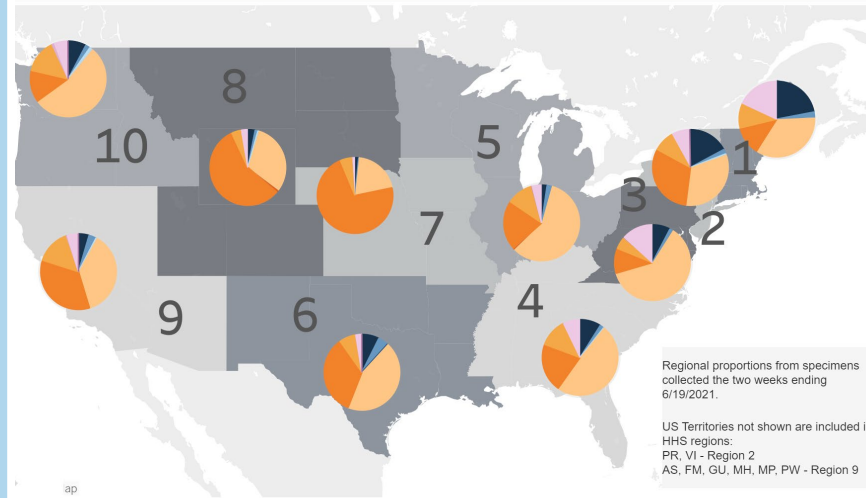 8
10
5
1
3
2
7
4
6
9
Regional proportions from specimens
collected the two weeks ending
6/19/2021.
US Territories not shown are included i
HHS regions:
PR, VI - Region 2
AS, FM, GU, MH, MP, PW - Region 9
ap